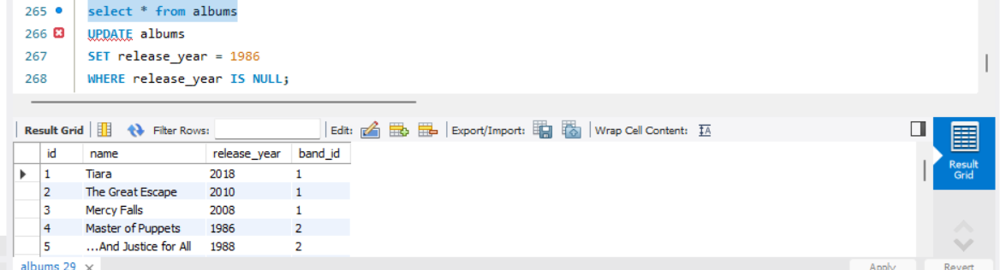 265 select * from albums
266 UPDATE albums
267 SET release_year = 1986
268 WHERE release_year IS NULL;
Result Grid Filter Rows: Edit: Export/Import: Wrap Cell Content: IA
id name release_year band_id
1 Tiara 2018 1
2 The Great Escape 2010 1
3 Mercy Falls 2008 1
4 Master of Puppets 1986 2
5 ...And Justice for All 1988 2
Result
Grid
albums 29 Apply Revert